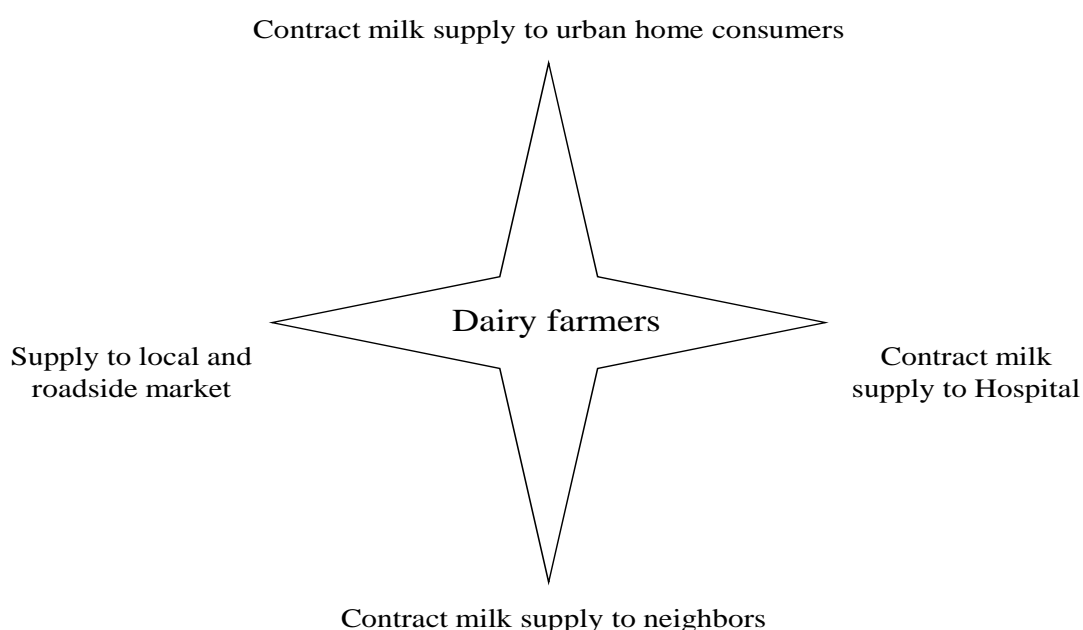 Contract milk supply to urban home consumers
Dairy farmers
Supply to local and
roadside market
Contract milk
supply to Hospital
Contract milk supply to neighbors